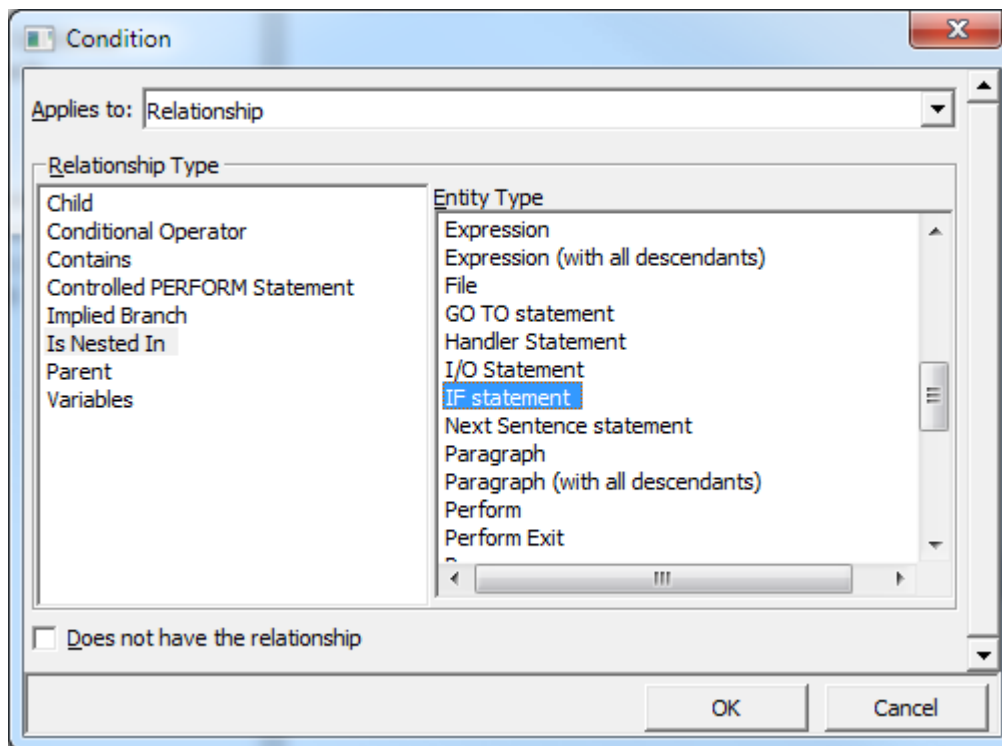 Condition
Applies to: Relationship
Relationship Type
Child
Conditional Operator
Contains
Controlled PERFORM Statement
Implied Branch
Is Nested In
Parent
Variables
Entity Type
Expression
Expression (with all descendants)
File
GO TO statement
Handler Statement
I/O Statement
IF statement
Next Sentence statement
Paragraph
Paragraph (with all descendants)
Perform
Perform Exit
Does not have the relationship
OK
Cancel